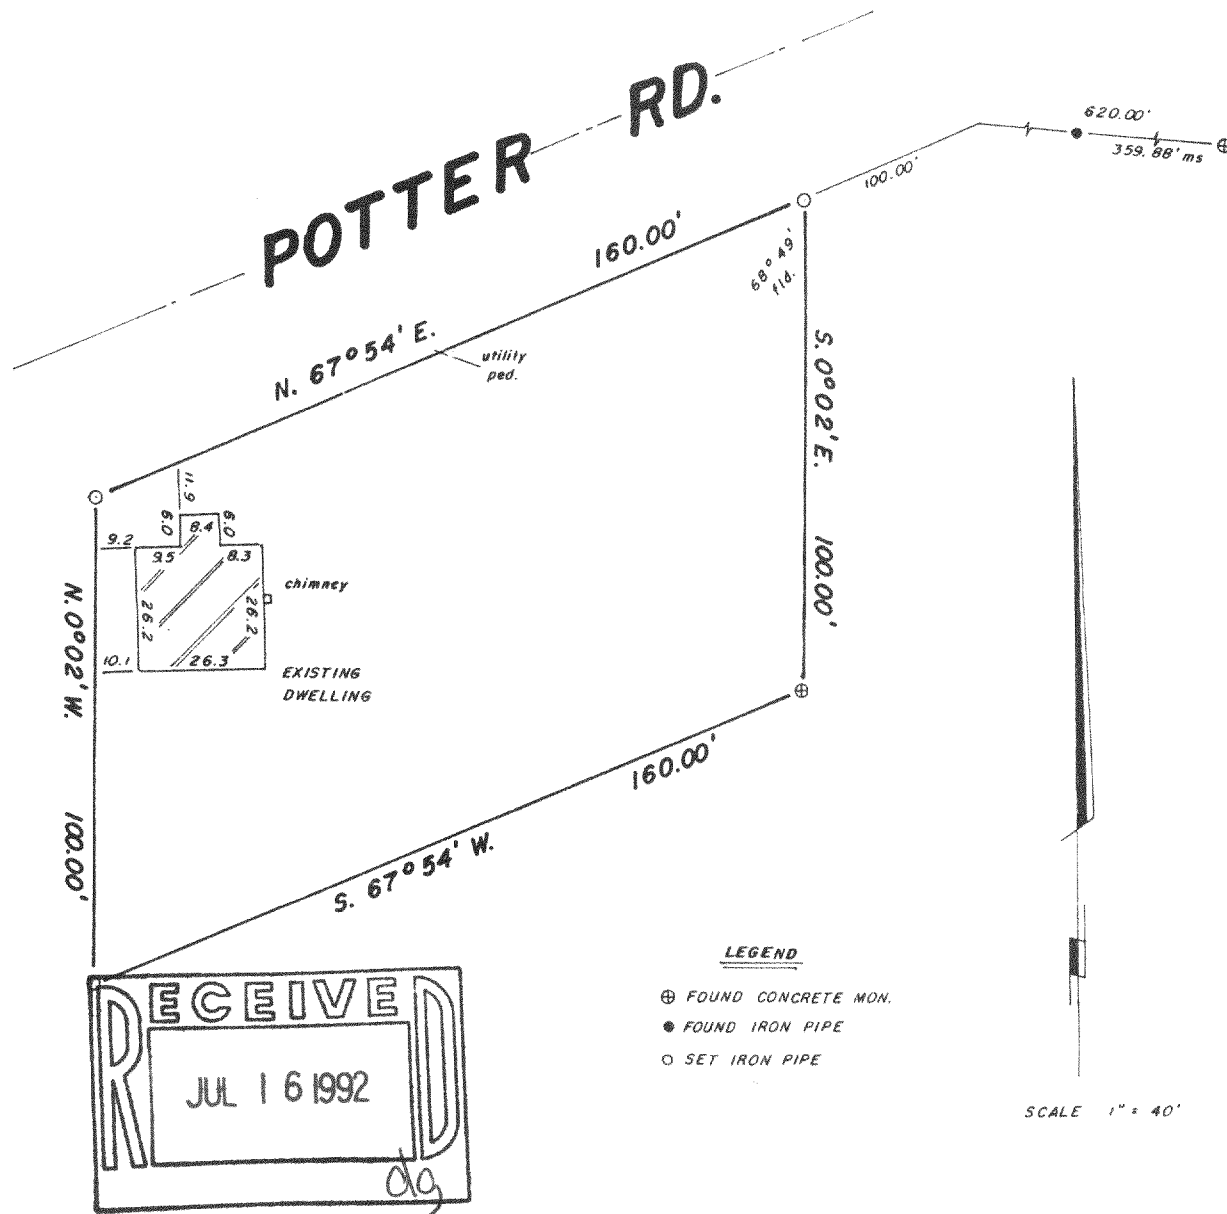 POTTER RD.
620.00'
359.88' ms
100.00'
160.00'
68° 49'
fld.
N. 67° 54' E.
utility
ped.
S. 0° 02' E.
100.00'
11.9
6.0
8.4
6.0
9.2
9.5
8.3
chimney
26.2
26.2
10.1
26.3
EXISTING
DWELLING
N. 0° 02' W.
100.00'
160.00'
S. 67° 54' W.
LEGEND
⊕ FOUND CONCRETE MON.
● FOUND IRON PIPE
○ SET IRON PIPE
SCALE 1" = 40'
RECEIVED
JUL 16 1992